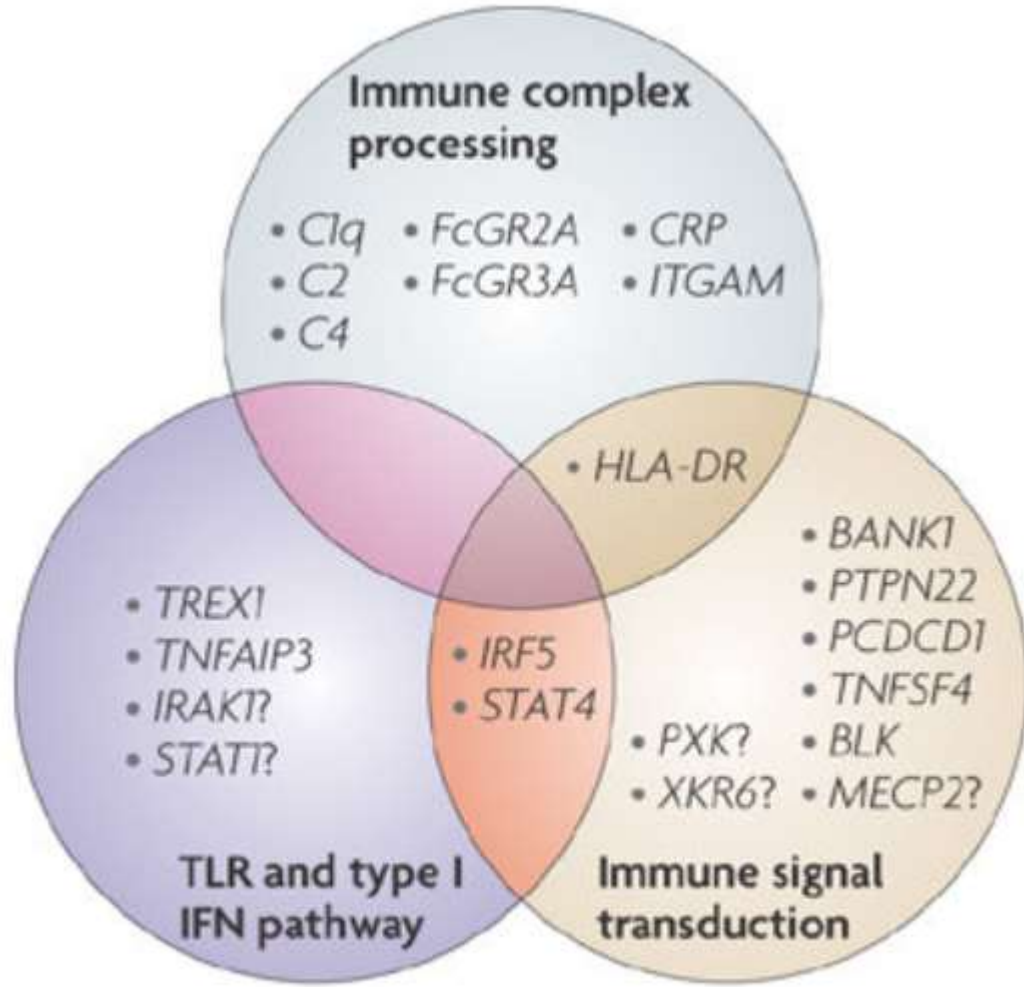 Immune complex
processing
• C1q • FcGR2A • CRP
• C2 • FcGR3A • ITGAM
• C4
• HLA-DR
• BANK1
• PTPN22
• PCDCD1
• TNFSF4
• BLK
• MECP2?
• PXK?
• XKR6?
• TREX1
• TNFAIP3
• IRAK1?
• STAT1?
• IRF5
• STAT4
TLR and type I
IFN pathway
Immune signal
transduction